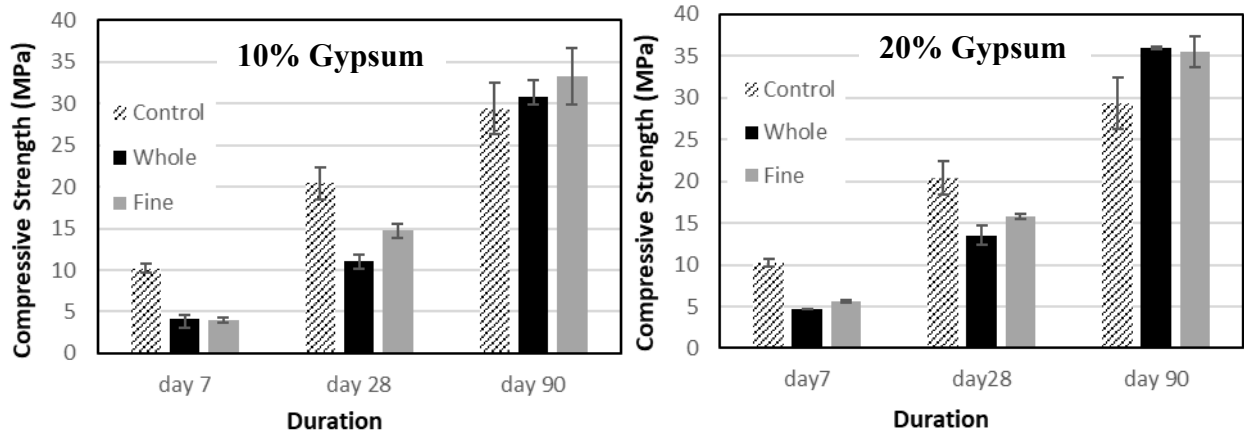 10% Gypsum
Compressive Strength (MPa)
40
35
30
25
20
15
10
5
0
Control
Whole
Fine
day 7
day 28
day 90
Duration
20% Gypsum
Compressive Strength (MPa)
40
35
30
25
20
15
10
5
0
Control
Whole
Fine
day7
day28
day 90
Duration